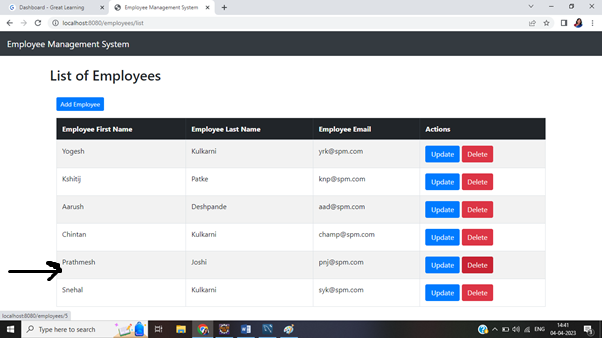 Dashboard - Great Learning
Employee Management System
localhost:8080/employees/list
Employee Management System
List of Employees
Add Employee
Employee First Name Employee Last Name Employee Email Actions
Yogesh Kulkarni yrk@spm.com Update Delete
Kshitij Patke knp@spm.com Update Delete
Aarush Deshpande aad@spm.com Update Delete
Chintan Kulkarni champ@spm.com Update Delete
Prathmesh Joshi pnj@spm.com Update Delete
Snehal Kulkarni syk@spm.com Update Delete
localhost:8080/employees/5
Type here to search
ENG
14:41
04-04-2023